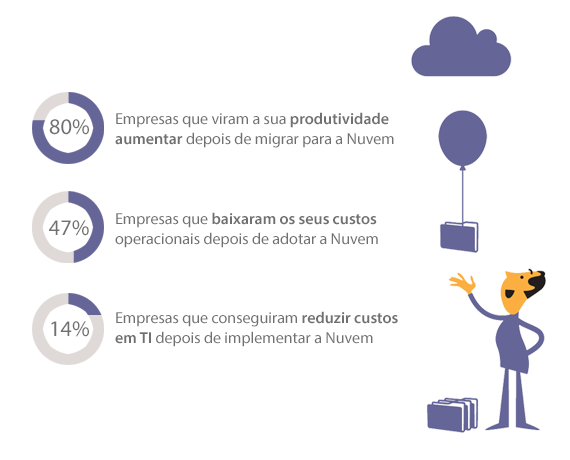 80%
Empresas que viram a sua produtividade
aumentar depois de migrar para a Nuvem
47%
Empresas que baixaram os seus custos
operacionais depois de adotar a Nuvem
14%
Empresas que conseguiram reduzir custos
em TI depois de implementar a Nuvem